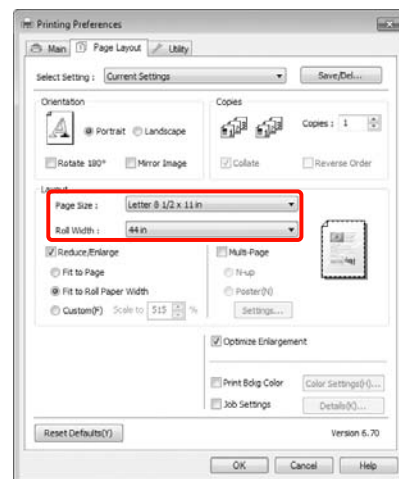 Printing Preferences
Main Page Layout Utility
Select Setting : Current Settings Save/Del...
Orientation Copies
Portrait Landscape Copies : 1
Rotate 180° Mirror Image Collate Reverse Order
Layout
Page Size : Letter 8 1/2 x 11 in
Roll Width : 44 in
Reduce/Enlarge Multi-Page
Fit to Page N-up
Fit to Roll Paper Width Poster(N)
Custom(F) Scale to 515 % Settings...
Optimize Enlargement
Print Bdkg Color Color Settings(H)...
Job Settings Details(K)...
Reset Defaults(Y) Version 6.70
OK Cancel Help